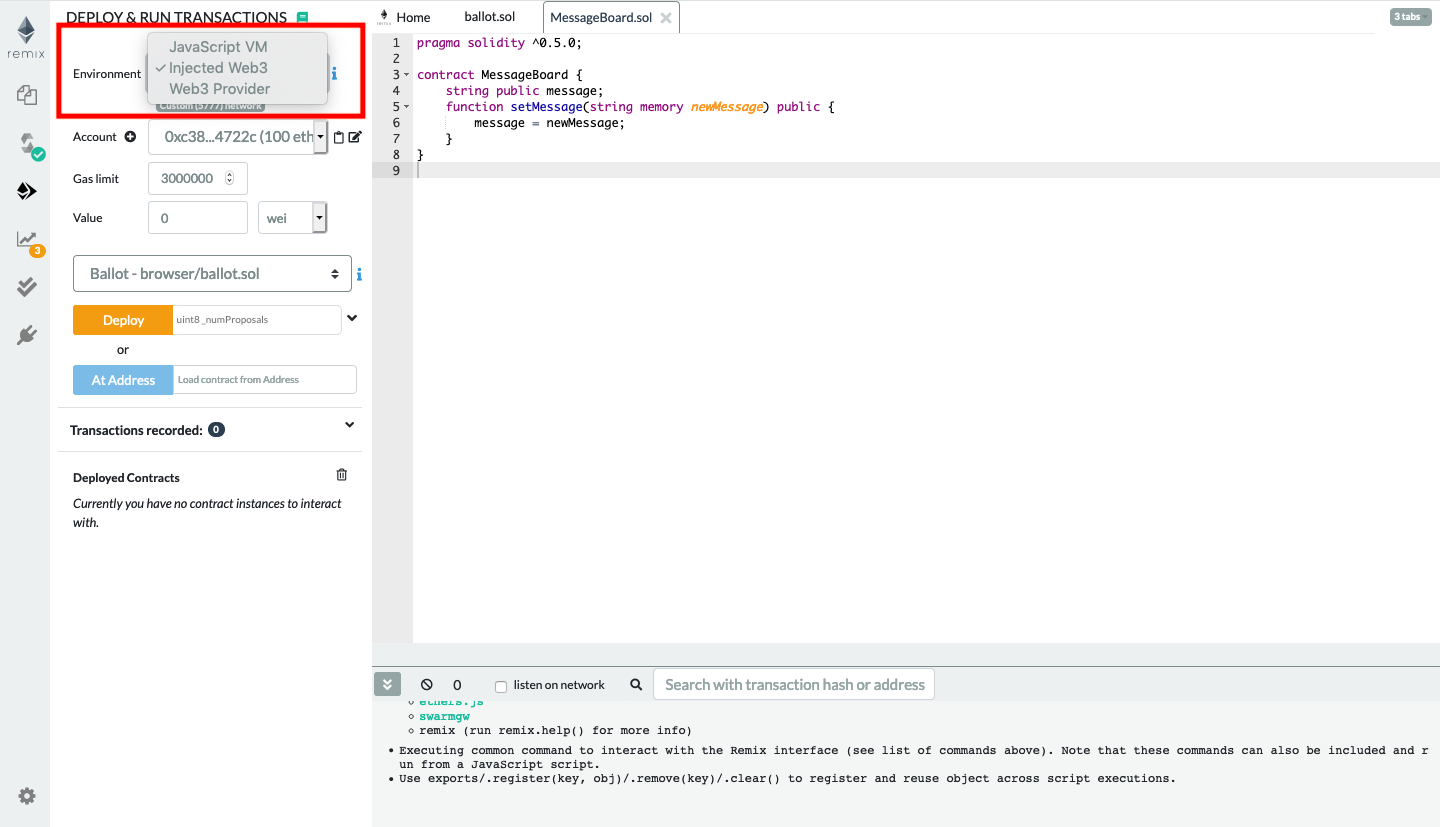 remix
3
DEPLOY & RUN TRANSACTIONS
Environment
JavaScript VM
✓ Injected Web3
Web3 Provider
Custom (5777) network
Account
0xc38...4722c (100 eth
Gas limit
3000000
Value
0
wei
Ballot - browser/ballot.sol
Deploy
uint8 _numProposals
or
At Address
Load contract from Address
Transactions recorded: 0
Deployed Contracts
Currently you have no contract instances to interact
with.
remix
Home
ballot.sol
MessageBoard.sol
3 tabs
1 pragma solidity ^0.5.0;
2
3 contract MessageBoard {
4 string public message;
5 function setMessage(string memory newMessage) public {
6 message = newMessage;
7 }
8 }
9
0
listen on network
Search with transaction hash or address
ethers.js
swarmgw
remix (run remix.help() for more info)
Executing common command to interact with the Remix interface (see list of commands above). Note that these commands can also be included and r
un from a JavaScript script.
Use exports/.register(key, obj)/.remove(key)/.clear() to register and reuse object across script executions.